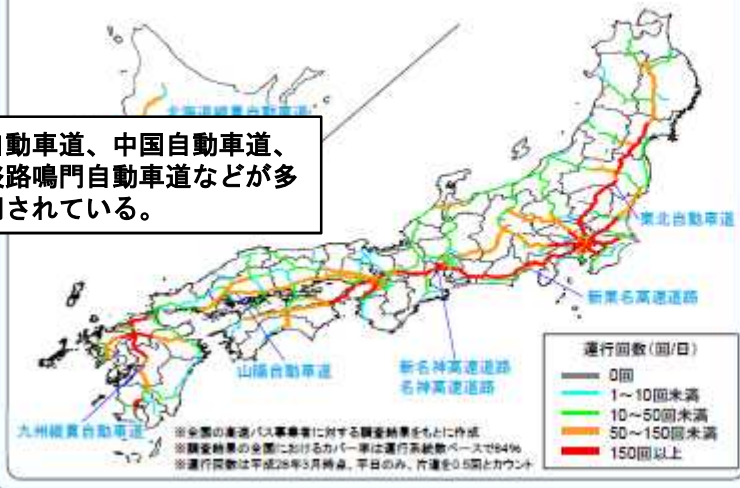 北海道縦貫自動車道
自動車道、中国自動車道、
淡路鳴門自動車道などが多
用されている。
東北自動車道
新東名高速道路
山陽自動車道
新名神高速道路
名神高速道路
九州縦貫自動車道
運行回数(回/日)
0回
1～10回未満
10～50回未満
50～150回未満
150回以上
※全国の高速バス事業者に対する調査結果をもとに作成
※調査結果の全国におけるカバー率は運行系統数ベースで84%
※運行回数は平成28年3月時点、平日のみ、片道を0.5回とカウント